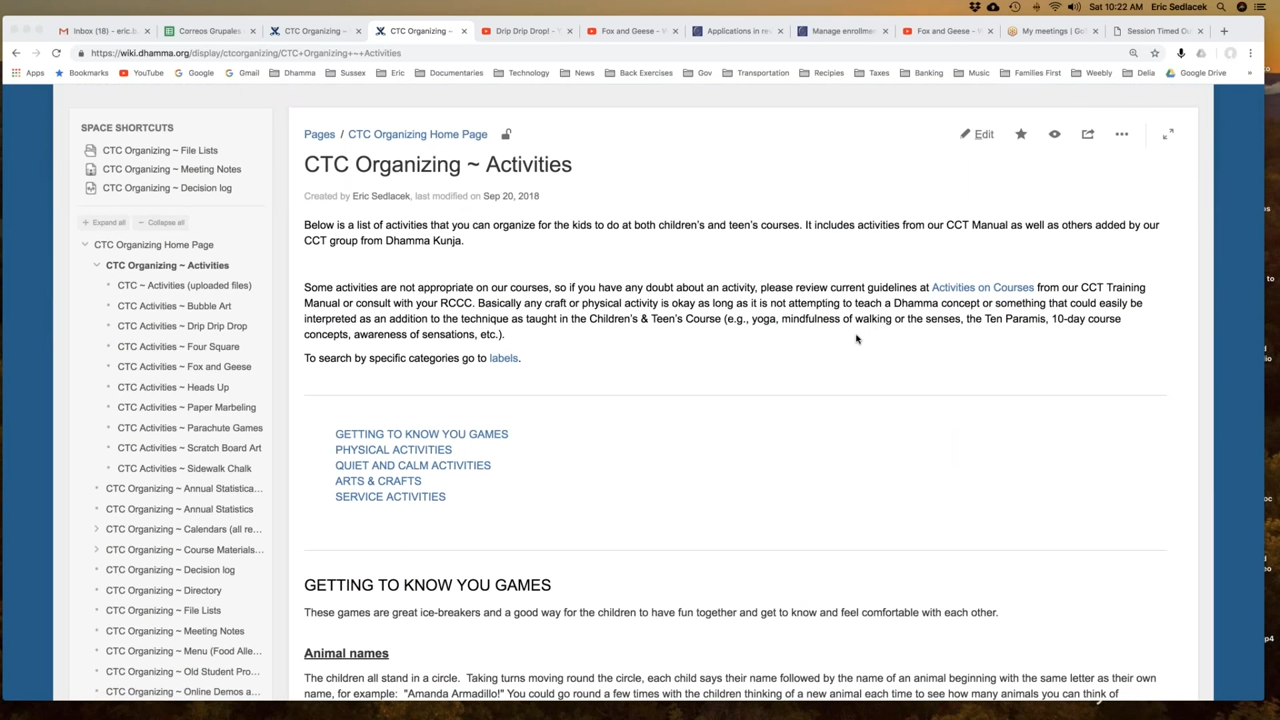 Sat 10:22 AM Eric Sedlacek
Inbox (18) - eric.b
Correos Grupales
CTC Organizing ~
CTC Organizing ~
Drip Drip Drop! - Y
Fox and Geese - W
Applications in re
Manage enrollme
Fox and Geese - W
My meetings | Go
Session Timed Ou
https://wiki.dhamma.org/display/ctcorganizing/CTC+Organizing+~+Activities
Apps Bookmarks YouTube Google Gmail Dhamma Sussex Eric Documentaries Technology News Back Exercises Gov Transportation Recipies Taxes Banking Music Families First Weebly Delia Google Drive »
SPACE SHORTCUTS
CTC Organizing ~ File Lists
CTC Organizing ~ Meeting Notes
CTC Organizing ~ Decision log
Expand all Collapse all
CTC Organizing Home Page
CTC Organizing ~ Activities
CTC ~ Activities (uploaded files)
CTC Activities ~ Bubble Art
CTC Activities ~ Drip Drip Drop
CTC Activities ~ Four Square
CTC Activities ~ Fox and Geese
CTC Activities ~ Heads Up
CTC Activities ~ Paper Marbeling
CTC Activities ~ Parachute Games
CTC Activities ~ Scratch Board Art
CTC Activities ~ Sidewalk Chalk
CTC Organizing ~ Annual Statistica...
CTC Organizing ~ Annual Statistics
CTC Organizing ~ Calendars (all re...
CTC Organizing ~ Course Materials...
CTC Organizing ~ Decision log
CTC Organizing ~ Directory
CTC Organizing ~ File Lists
CTC Organizing ~ Meeting Notes
CTC Organizing ~ Menu (Food Alle...
CTC Organizing ~ Old Student Pro...
CTC Organizing ~ Online Demos a...
Pages / CTC Organizing Home Page
Edit
CTC Organizing ~ Activities
Created by Eric Sedlacek, last modified on Sep 20, 2018
Below is a list of activities that you can organize for the kids to do at both children's and teen's courses. It includes activities from our CCT Manual as well as others added by our
CCT group from Dhamma Kunja.
Some activities are not appropriate on our courses, so if you have any doubt about an activity, please review current guidelines at Activities on Courses from our CCT Training
Manual or consult with your RCCC. Basically any craft or physical activity is okay as long as it is not attempting to teach a Dhamma concept or something that could easily be
interpreted as an addition to the technique as taught in the Children's & Teen's Course (e.g., yoga, mindfulness of walking or the senses, the Ten Paramis, 10-day course
concepts, awareness of sensations, etc.).
To search by specific categories go to labels.
GETTING TO KNOW YOU GAMES
PHYSICAL ACTIVITIES
QUIET AND CALM ACTIVITIES
ARTS & CRAFTS
SERVICE ACTIVITIES
GETTING TO KNOW YOU GAMES
These games are great ice-breakers and a good way for the children to have fun together and get to know and feel comfortable with each other.
Animal names
The children all stand in a circle. Taking turns moving round the circle, each child says their name followed by the name of an animal beginning with the same letter as their own
name, for example: "Amanda Armadillo!" You could go round a few times with the children thinking of a new animal each time to see how many animals you can think of